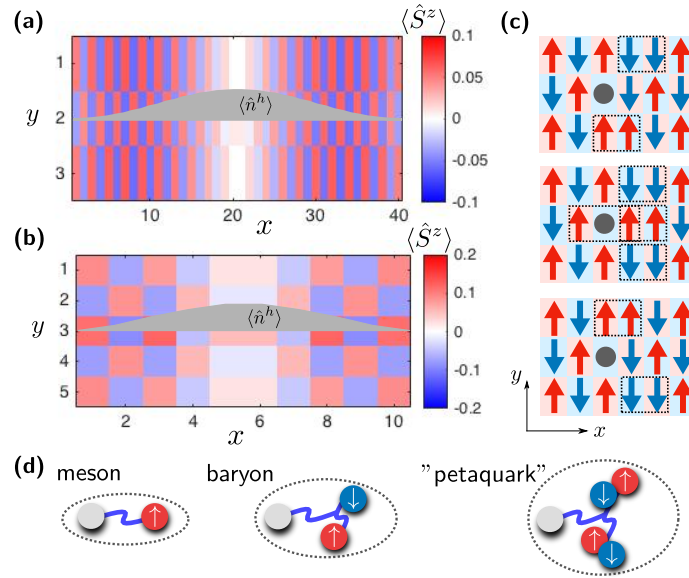 (a)
⟨Ŝᶻ⟩
1
2
3
y
⟨n̂ʰ⟩
10
20
30
40
x
0.1
0.05
0
-0.05
-0.1
(b)
⟨Ŝᶻ⟩
1
2
3
4
5
y
⟨n̂ʰ⟩
2
4
6
8
10
x
0.2
0.1
0
-0.1
-0.2
(c)
y
x
(d)
meson
↑
baryon
↓
↑
"petaquark"
↓ ↑
↑ ↓